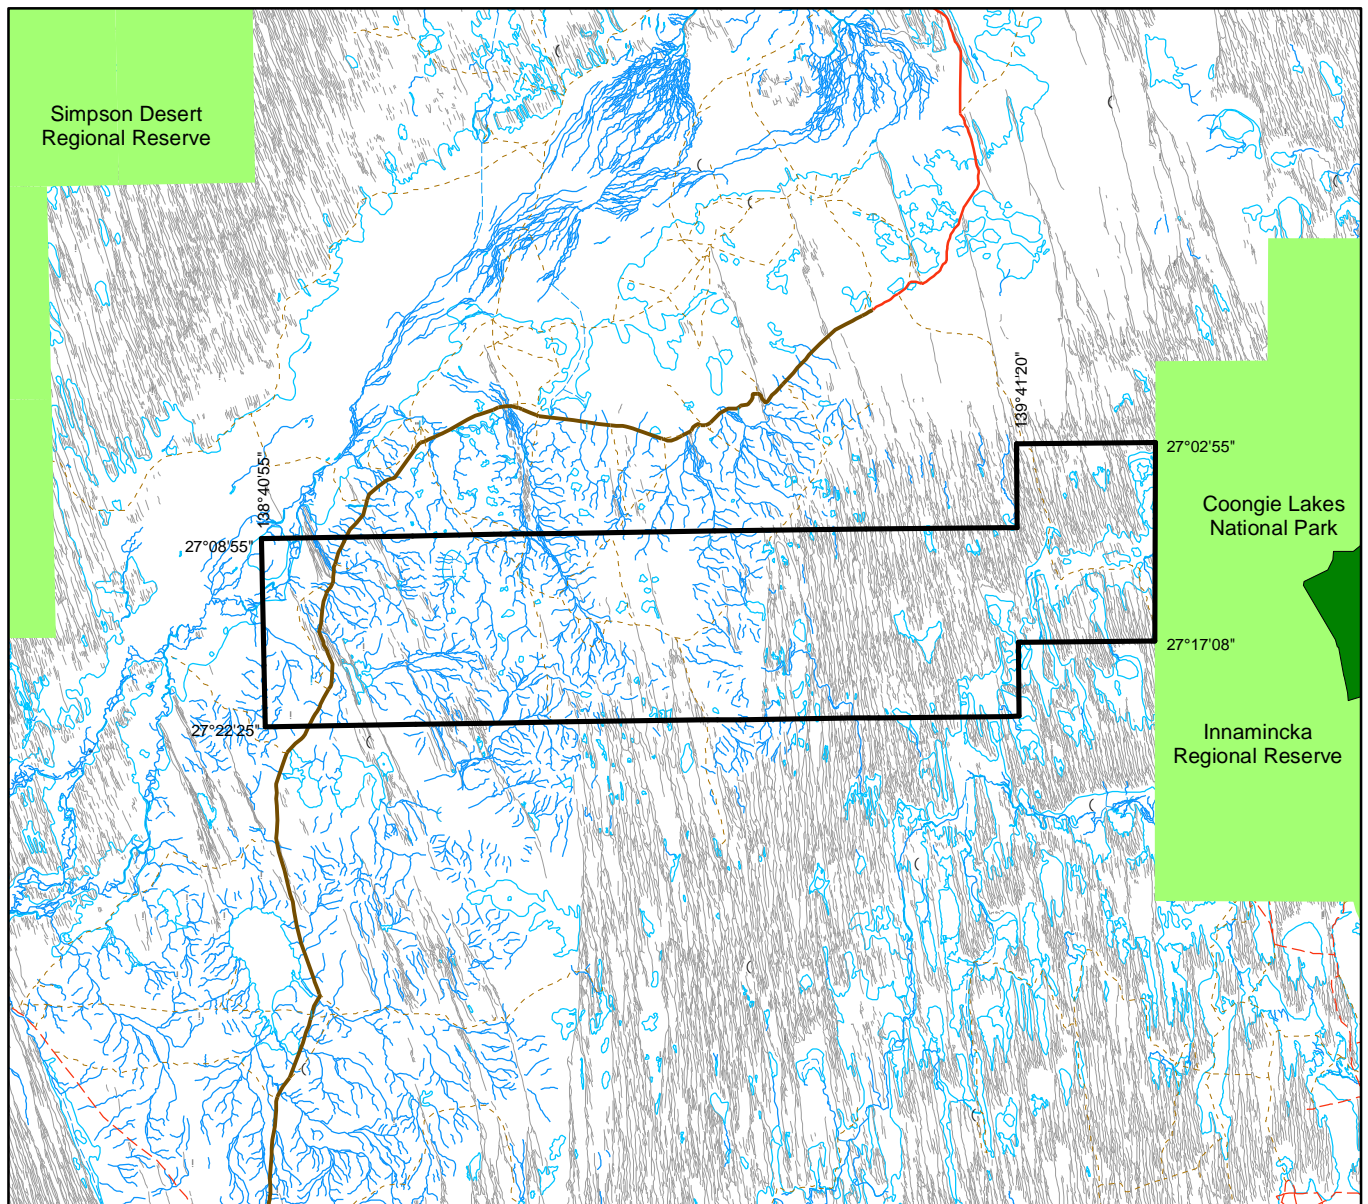 Simpson Desert
Regional Reserve
139°41'20"
27°02'55"
138°40'55"
Coongie Lakes
National Park
27°08'55"
27°17'08"
27°22'25"
Innamincka
Regional Reserve